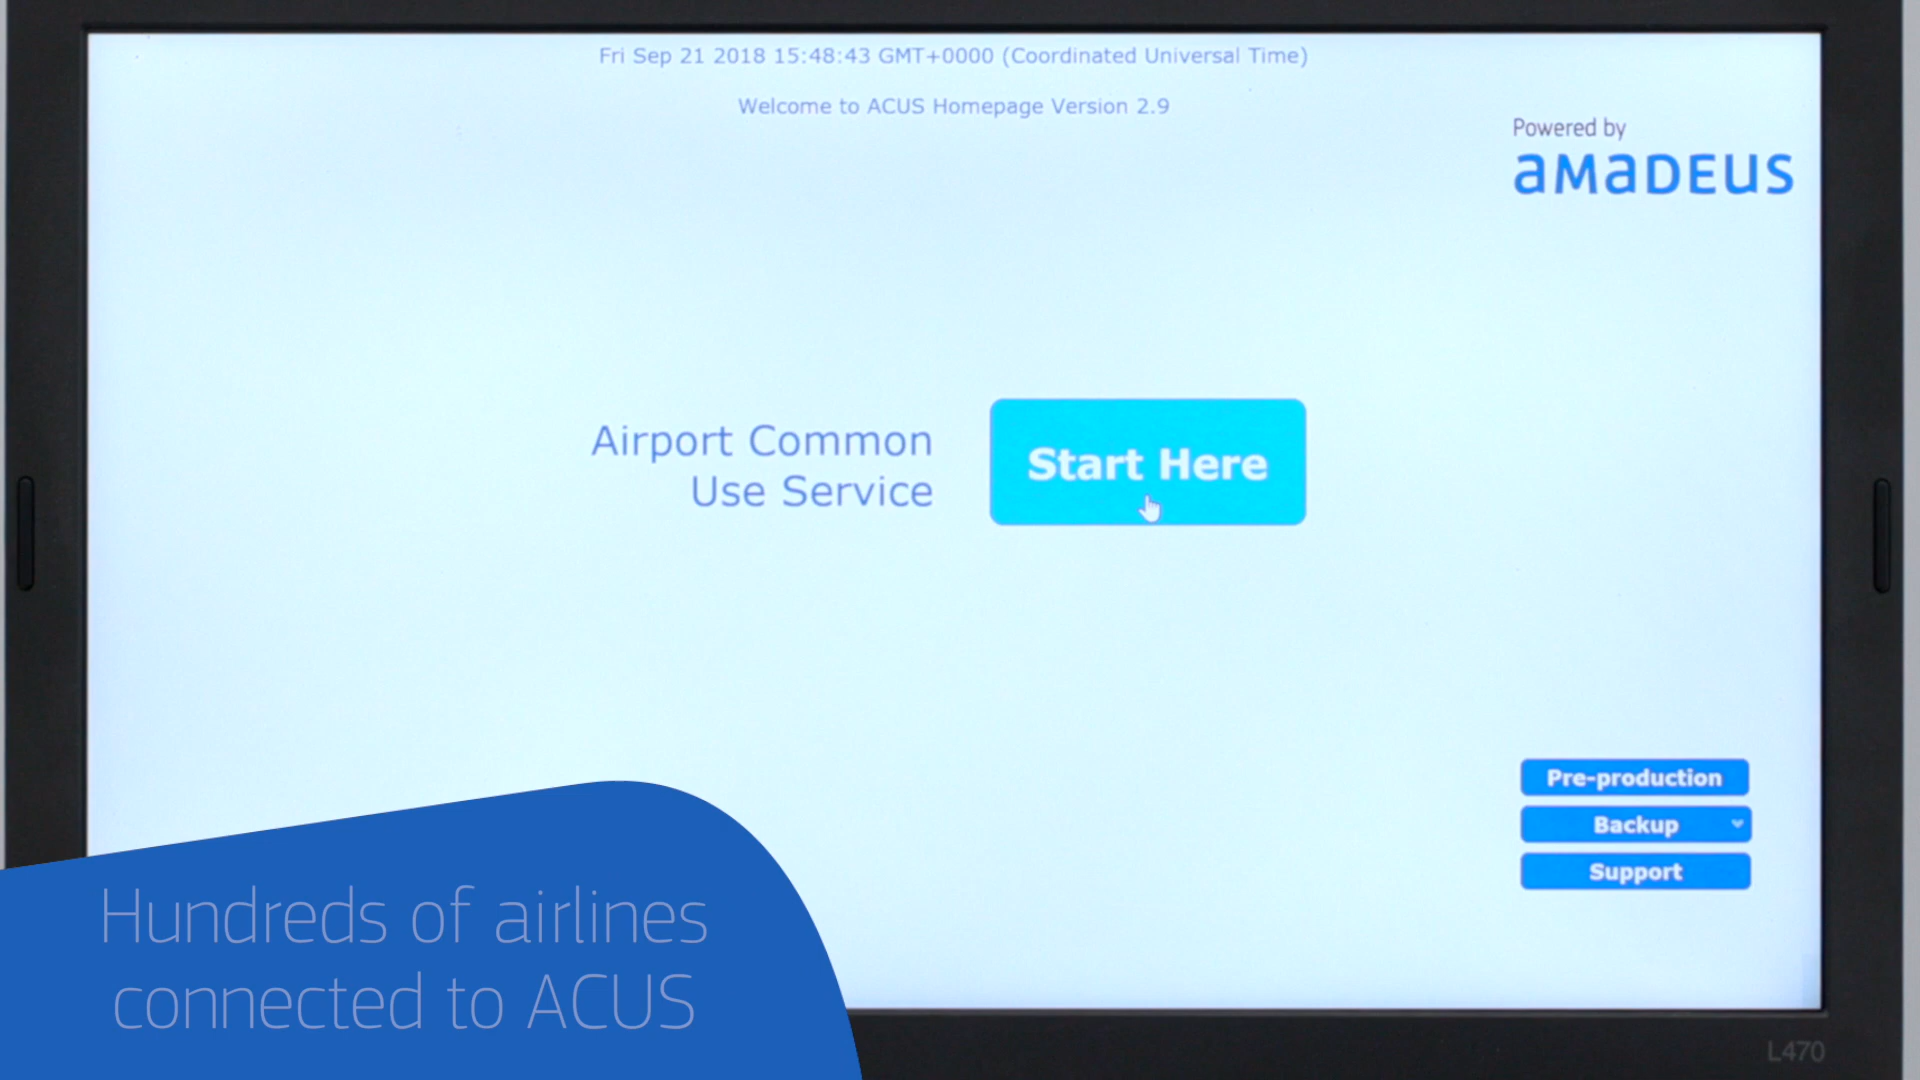 Fri Sep 21 2018 15:48:43 GMT+0000 (Coordinated Universal Time)
Welcome to ACUS Homepage Version 2.9
Powered by
amadeus
Airport Common
Use Service
Start Here
Pre-production
Backup
Support
Hundreds of airlines
connected to ACUS
L470